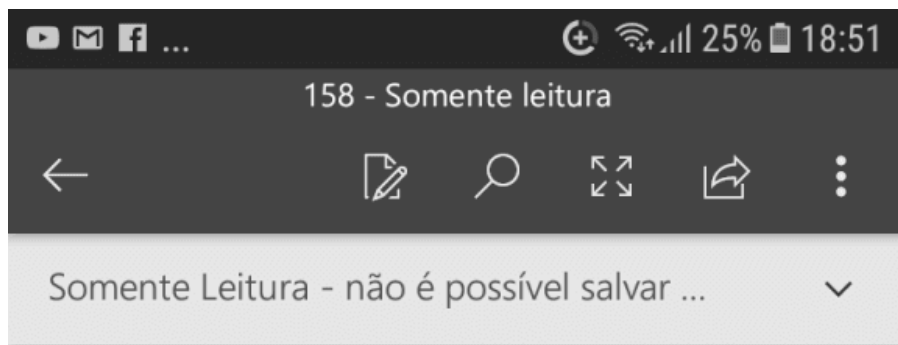 ... 25% 18:51
158 - Somente leitura
Somente Leitura - não é possível salvar ...